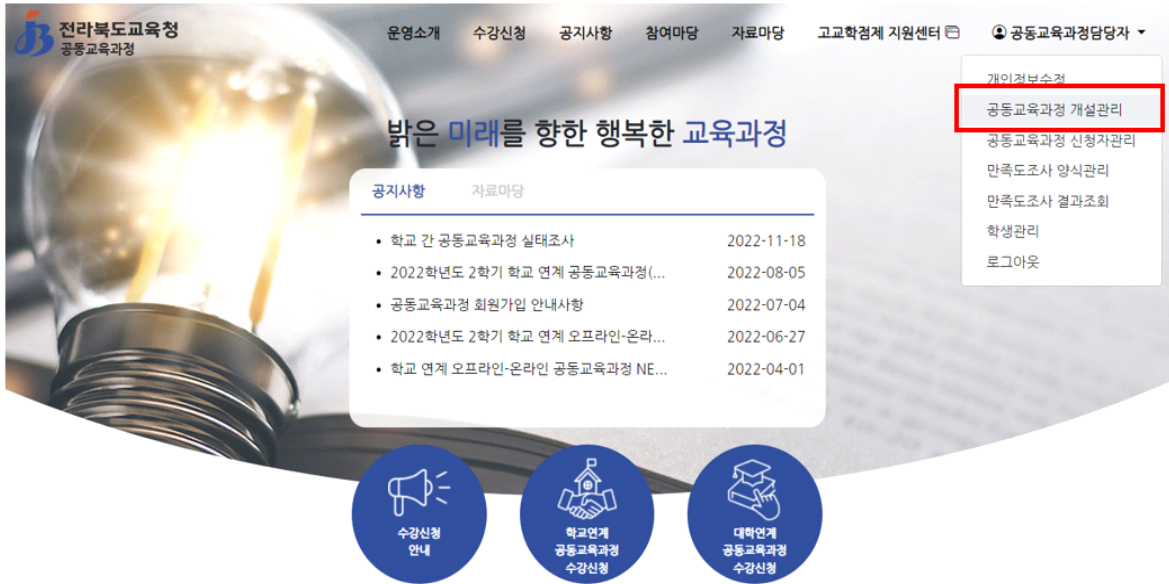 전라북도교육청
공동교육과정
운영소개 수강신청 공지사항 참여마당 자료마당 고교학점제 지원센터 공동교육과정담당자
개인정보수정
공동교육과정 개설관리
공동교육과정 신청자관리
만족도조사 양식관리
만족도조사 결과조회
학생관리
로그아웃
밝은 미래를 향한 행복한 교육과정
공지사항 자료마당
• 학교 간 공동교육과정 실태조사 2022-11-18
• 2022학년도 2학기 학교 연계 공동교육과정(... 2022-08-05
• 공동교육과정 회원가입 안내사항 2022-07-04
• 2022학년도 2학기 학교 연계 오프라인-온라... 2022-06-27
• 학교 연계 오프라인-온라인 공동교육과정 NE... 2022-04-01
수강신청
안내
학교연계
공동교육과정
수강신청
대학연계
공동교육과정
수강신청